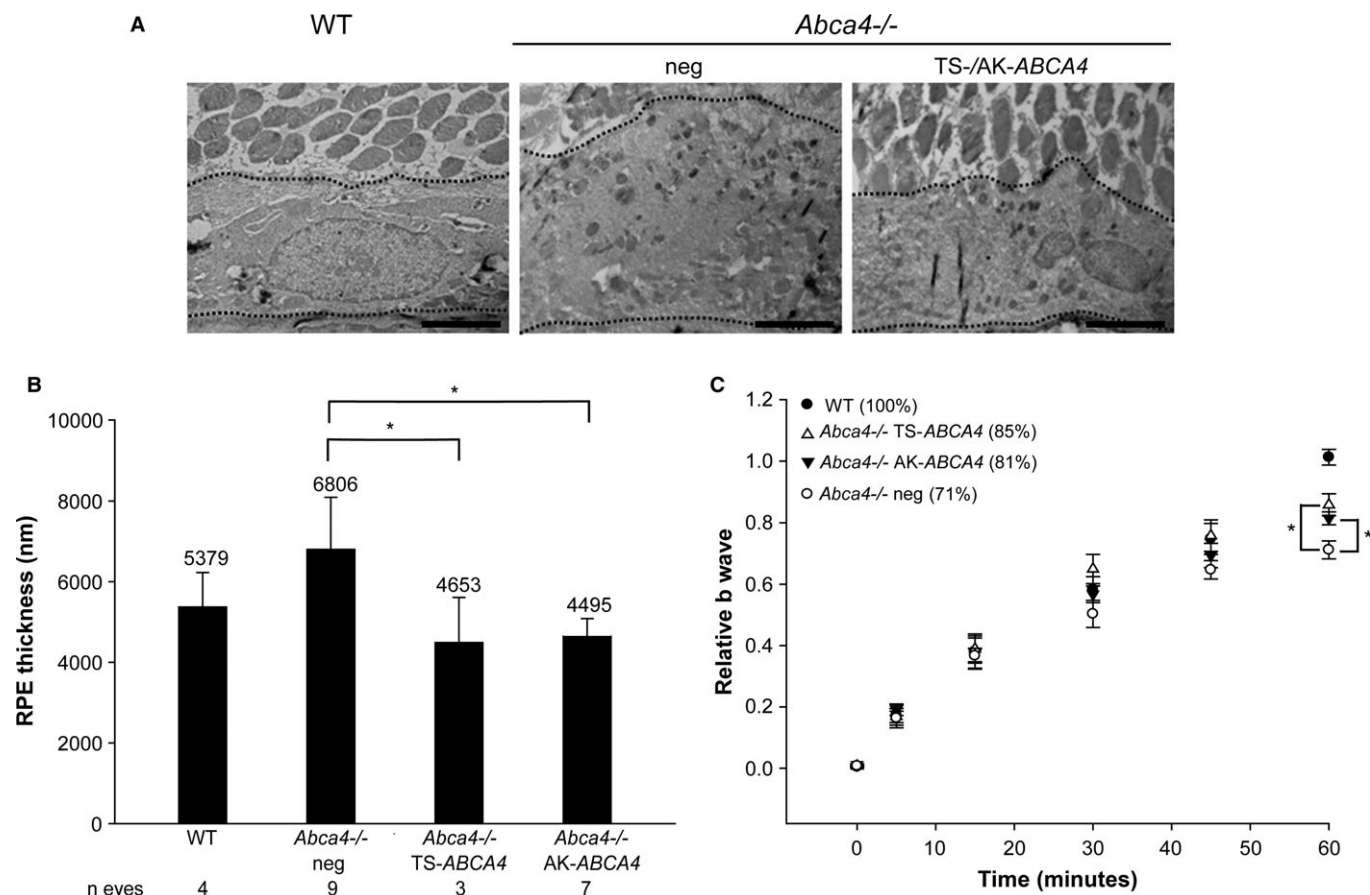 A
WT
Abca4-/-
neg
TS-/AK-ABCA4
B
10000
8000
6000
4000
2000
0
RPE thickness (nm)
5379
6806
4653
4495
*
*
WT
Abca4-/-
neg
Abca4-/-
TS-ABCA4
Abca4-/-
AK-ABCA4
n eyes 4 9 3 7
C
1.2
1.0
0.8
0.6
0.4
0.2
0.0
Relative b wave
WT (100%)
Abca4-/- TS-ABCA4 (85%)
Abca4-/- AK-ABCA4 (81%)
Abca4-/- neg (71%)
*
*
0 10 20 30 40 50 60
Time (minutes)